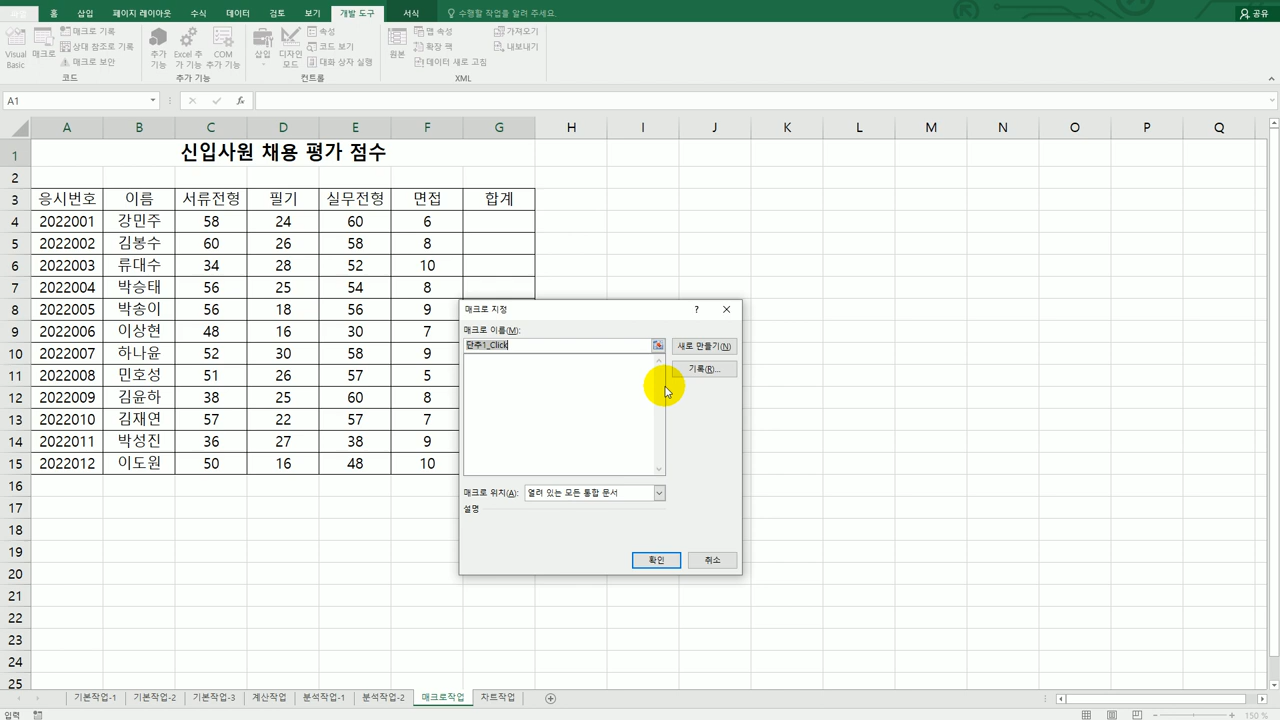 파일 홈 삽입 페이지 레이아웃 수식 데이터 검토 보기 개발 도구 서식 수행할 작업을 알려 주세요. 공유
Visual Basic 매크로 매크로 기록 상대 참조로 기록 매크로 보안 추가 기능 Excel 추가 기능 COM 추가 기능 삽입 디자인 모드 속성 코드 보기 대화 상자 실행 원본 맵 속성 확장 팩 데이터 새로 고침 가져오기 내보내기
코드 추가 기능 컨트롤 XML
A1 fx
A B C D E F G H I J K L M N O P Q
1 신입사원 채용 평가 점수
2
3 응시번호 이름 서류전형 필기 실무전형 면접 합계
4 2022001 강민주 58 24 60 6
5 2022002 김봉수 60 26 58 8
6 2022003 류대수 34 28 52 10
7 2022004 박승태 56 25 54 8
8 2022005 박송이 56 18 56 9
9 2022006 이상현 48 16 30 7
10 2022007 하나윤 52 30 58 9
11 2022008 민호성 51 26 57 5
12 2022009 김윤하 38 25 60 8
13 2022010 김재연 57 22 57 7
14 2022011 박성진 36 27 38 9
15 2022012 이도원 50 16 48 10
16
17
18
19
20
21
22
23
24
25
매크로 지정 ?
매크로 이름(M):
단추1_Click 새로 만들기(N)
기록(R)...
매크로 위치(A): 열려 있는 모든 통합 문서
설명
확인 취소
기본작업-1 기본작업-2 기본작업-3 계산작업 분석작업-1 분석작업-2 매크로작업 차트작업
입력 150 %